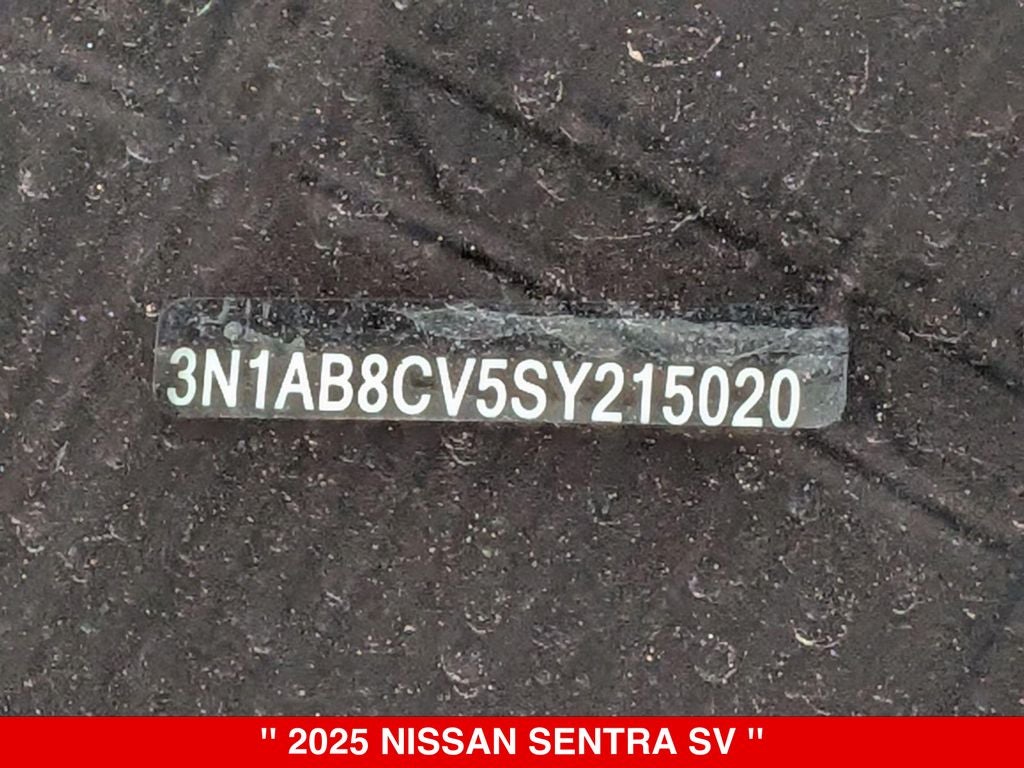 3N1AB8CV5SY215020
" 2025 NISSAN SENTRA SV "